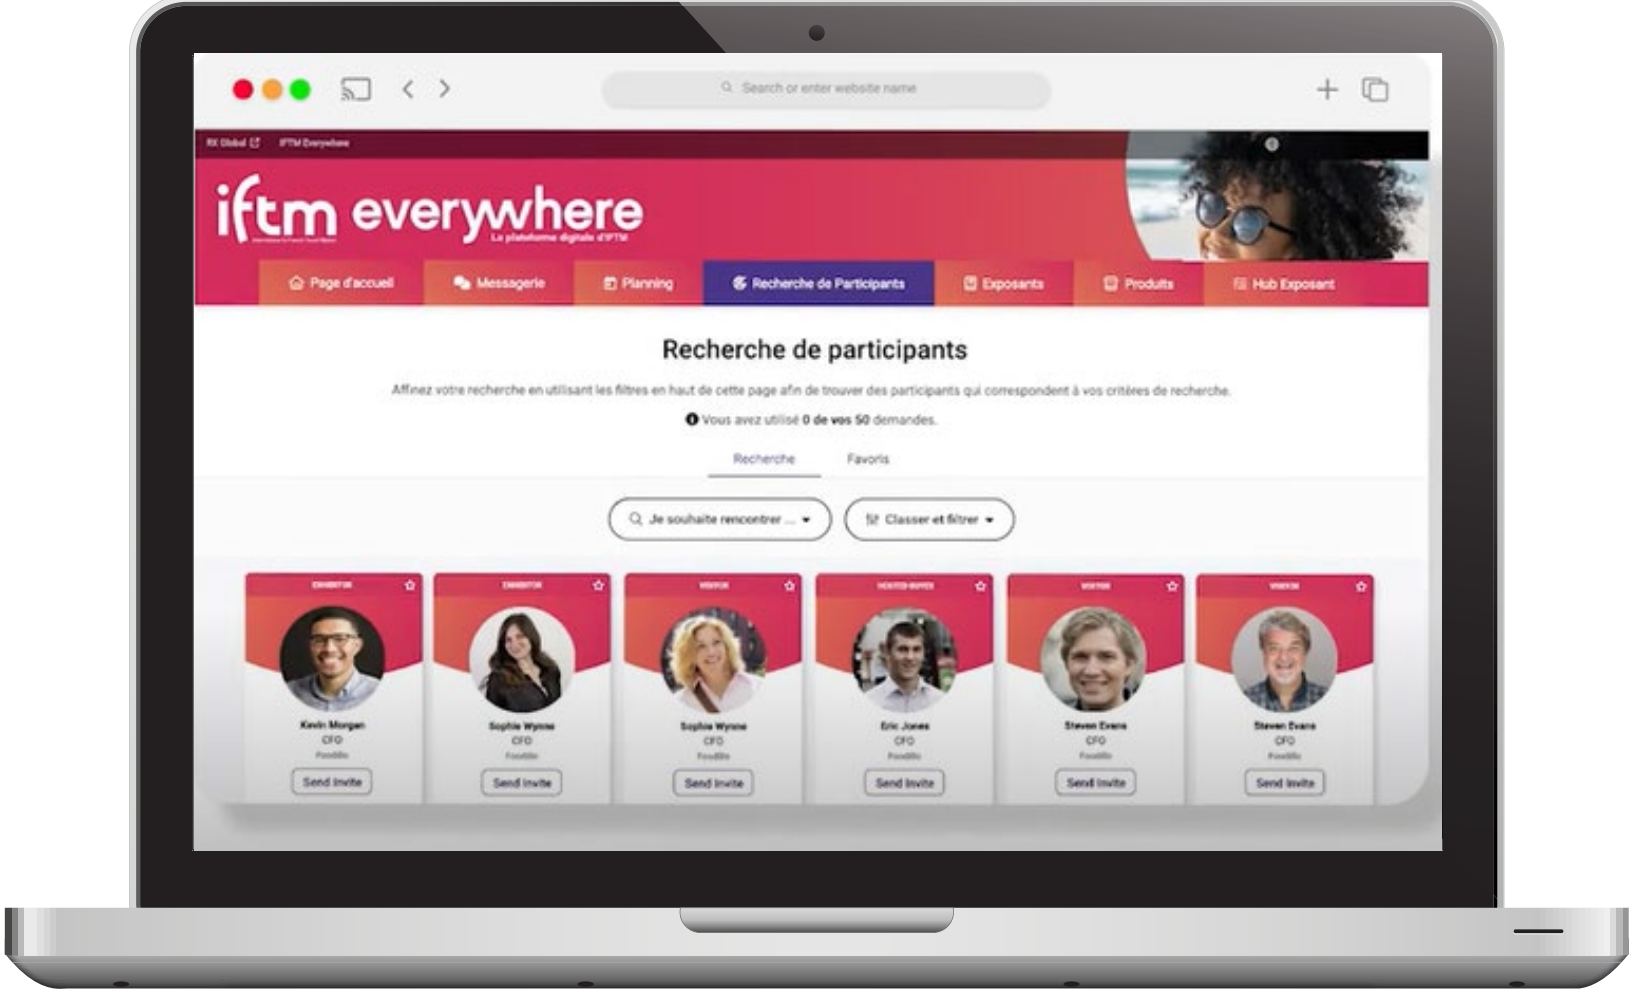 Search or enter website name
RX Global IFTM Everywhere
iftm everywhere
La plateforme digitale d'IFTM
Page d'accueil Messagerie Planning Recherche de Participants Exposants Produits Hub Exposant
Recherche de participants
Affinez votre recherche en utilisant les filtres en haut de cette page afin de trouver des participants qui correspondent à vos critères de recherche.
Vous avez utilisé 0 de vos 50 demandes.
Recherche Favoris
Je souhaite rencontrer ... Classer et filtrer
EXHIBITOR EXHIBITOR VISITOR HOSTED BUYER VISITOR VISITOR
Kevin Morgan Sophie Wynne Sophie Wynne Eric Jones Steven Evans Steven Evans
CFO CFO CFO CFO CFO CFO
Send Invite Send Invite Send Invite Send Invite Send Invite Send Invite